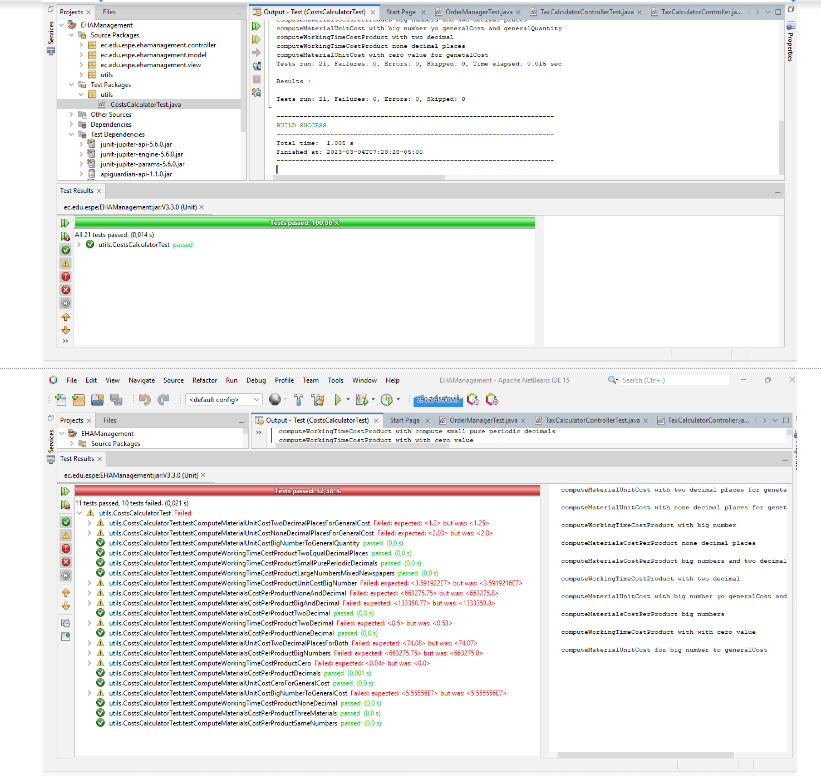 Projects × Files
Output - Test (CostsCalculatorTest) × Start Page × OrderManagerTest.java × TaxCalculatorControllerTest.java × TaxCalculatorController.ja...
Services
Properties
EHAManagement
Source Packages
ec.edu.espe.ehamanagement.controller
ec.edu.espe.ehamanagement.model
ec.edu.espe.ehamanagement.view
utils
Test Packages
utils
CostsCalculatorTest.java
Other Sources
Dependencies
Test Dependencies
junit-jupiter-api-5.6.0.jar
junit-jupiter-engine-5.6.0.jar
junit-jupiter-params-5.6.0.jar
apiguardian-api-1.1.0.jar
computeMaterialUnitCost with big number yo generalCost and generalQuantity
computeWorkingTimeCostProduct with two decimal
computeWorkingTimeCostProduct none decimal places
computeMaterialUnitCost with cero value for generalCost
Tests run: 21, Failures: 0, Errors: 0, Skipped: 0, Time elapsed: 0.016 sec
Results :
Tests run: 21, Failures: 0, Errors: 0, Skipped: 0
BUILD SUCCESS
Total time: 1.005 s
Finished at: 2023-03-04T07:20:28-05:00
Test Results ×
ec.edu.espe:EHAManagement:jar:V3.3.0 (Unit) ×
Tests passed: 100,00 %
All 21 tests passed. (0,014 s)
utils.CostsCalculatorTest passed
File Edit View Navigate Source Refactor Run Debug Profile Team Tools Window Help
EHAManagement - Apache NetBeans IDE 15
Search (Ctrl+I)
<default config>
Projects × Files
Output - Test (CostsCalculatorTest) × Start Page × OrderManagerTest.java × TaxCalculatorControllerTest.java × TaxCalculatorController.ja...
Services
EHAManagement
Source Packages
computeWorkingTimeCostProduct with compute small pure periodic decimals
computeWorkingTimeCostProduct with with cero value
Test Results ×
ec.edu.espe:EHAManagement:jar:V3.3.0 (Unit) ×
Tests passed: 52,38 %
11 tests passed, 10 tests failed. (0,021 s)
utils.CostsCalculatorTest Failed
utils.CostsCalculatorTest.testComputeMaterialUnitCostTwoDecimalPlacesForGeneralCost Failed: expected: <1.2> but was: <1.25>
utils.CostsCalculatorTest.testComputeMaterialUnitCostNoneDecimalPlacesForGeneralCost Failed: expected: <2.03> but was: <2.0>
utils.CostsCalculatorTest.testComputeMaterialUnitCostBigNumberToGeneralQuantity passed (0,0 s)
utils.CostsCalculatorTest.testComputeWorkingTimeCostProductTwoEqualDecimalPlaces passed (0,0 s)
utils.CostsCalculatorTest.testComputeWorkingTimeCostProductSmallPurePeriodicDecimals passed (0,0 s)
utils.CostsCalculatorTest.testComputeWorkingTimeCostProductLargeNumbersMixedNewspapers passed (0,0 s)
utils.CostsCalculatorTest.testComputeWorkingTimeCostProductUnitCostBigNumber Failed: expected: <3.591922E7> but was: <3.5919216E7>
utils.CostsCalculatorTest.testComputeMaterialsCostPerProductNoneAndDecimal Failed: expected: <663275.75> but was: <663275.8>
utils.CostsCalculatorTest.testComputeMaterialsCostPerProductBigAndDecimal Failed: expected: <133358.77> but was: <1333358.8>
utils.CostsCalculatorTest.testComputeMaterialsCostPerProductTwoDecimal passed (0,0 s)
utils.CostsCalculatorTest.testComputeWorkingTimeCostProductTwoDecimal Failed: expected: <0.5> but was: <0.53>
utils.CostsCalculatorTest.testComputeMaterialsCostPerProductNoneDecimal passed (0,0 s)
utils.CostsCalculatorTest.testComputeMaterialUnitCostTwoDecimalPlacesForBoth Failed: expected: <74.06> but was: <74.07>
utils.CostsCalculatorTest.testComputeMaterialsCostPerProductBigNumbers Failed: expected: <663275.75> but was: <663275.8>
utils.CostsCalculatorTest.testComputeWorkingTimeCostProductCero Failed: expected: <0.04> but was: <0.0>
utils.CostsCalculatorTest.testComputeMaterialsCostPerProductDecimals passed (0,001 s)
utils.CostsCalculatorTest.testComputeMaterialUnitCostCeroForGeneralCost passed (0,0 s)
utils.CostsCalculatorTest.testComputeMaterialUnitCostBigNumberToGeneralCost Failed: expected: <5.55556E7> but was: <5.555556E7>
utils.CostsCalculatorTest.testComputeWorkingTimeCostProductNoneDecimal passed (0,0 s)
utils.CostsCalculatorTest.testComputeMaterialsCostPerProductThreeMaterials passed (0,0 s)
utils.CostsCalculatorTest.testComputeMaterialsCostPerProductSameNumbers passed (0,0 s)
computeMaterialUnitCost with two decimal places for geneta
computeMaterialUnitCost with none decimal places for genet
computeWorkingTimeCostProduct with big number
computeMaterialsCostPerProduct none decimal places
computeMaterialsCostPerProduct big numbers and two decimal
computeWorkingTimeCostProduct with two decimal
computeMaterialUnitCost with big number yo generalCost and
computeMaterialsCostPerProduct big numbers
computeWorkingTimeCostProduct with with cero value
computeMaterialUnitCost for big number to generalCost